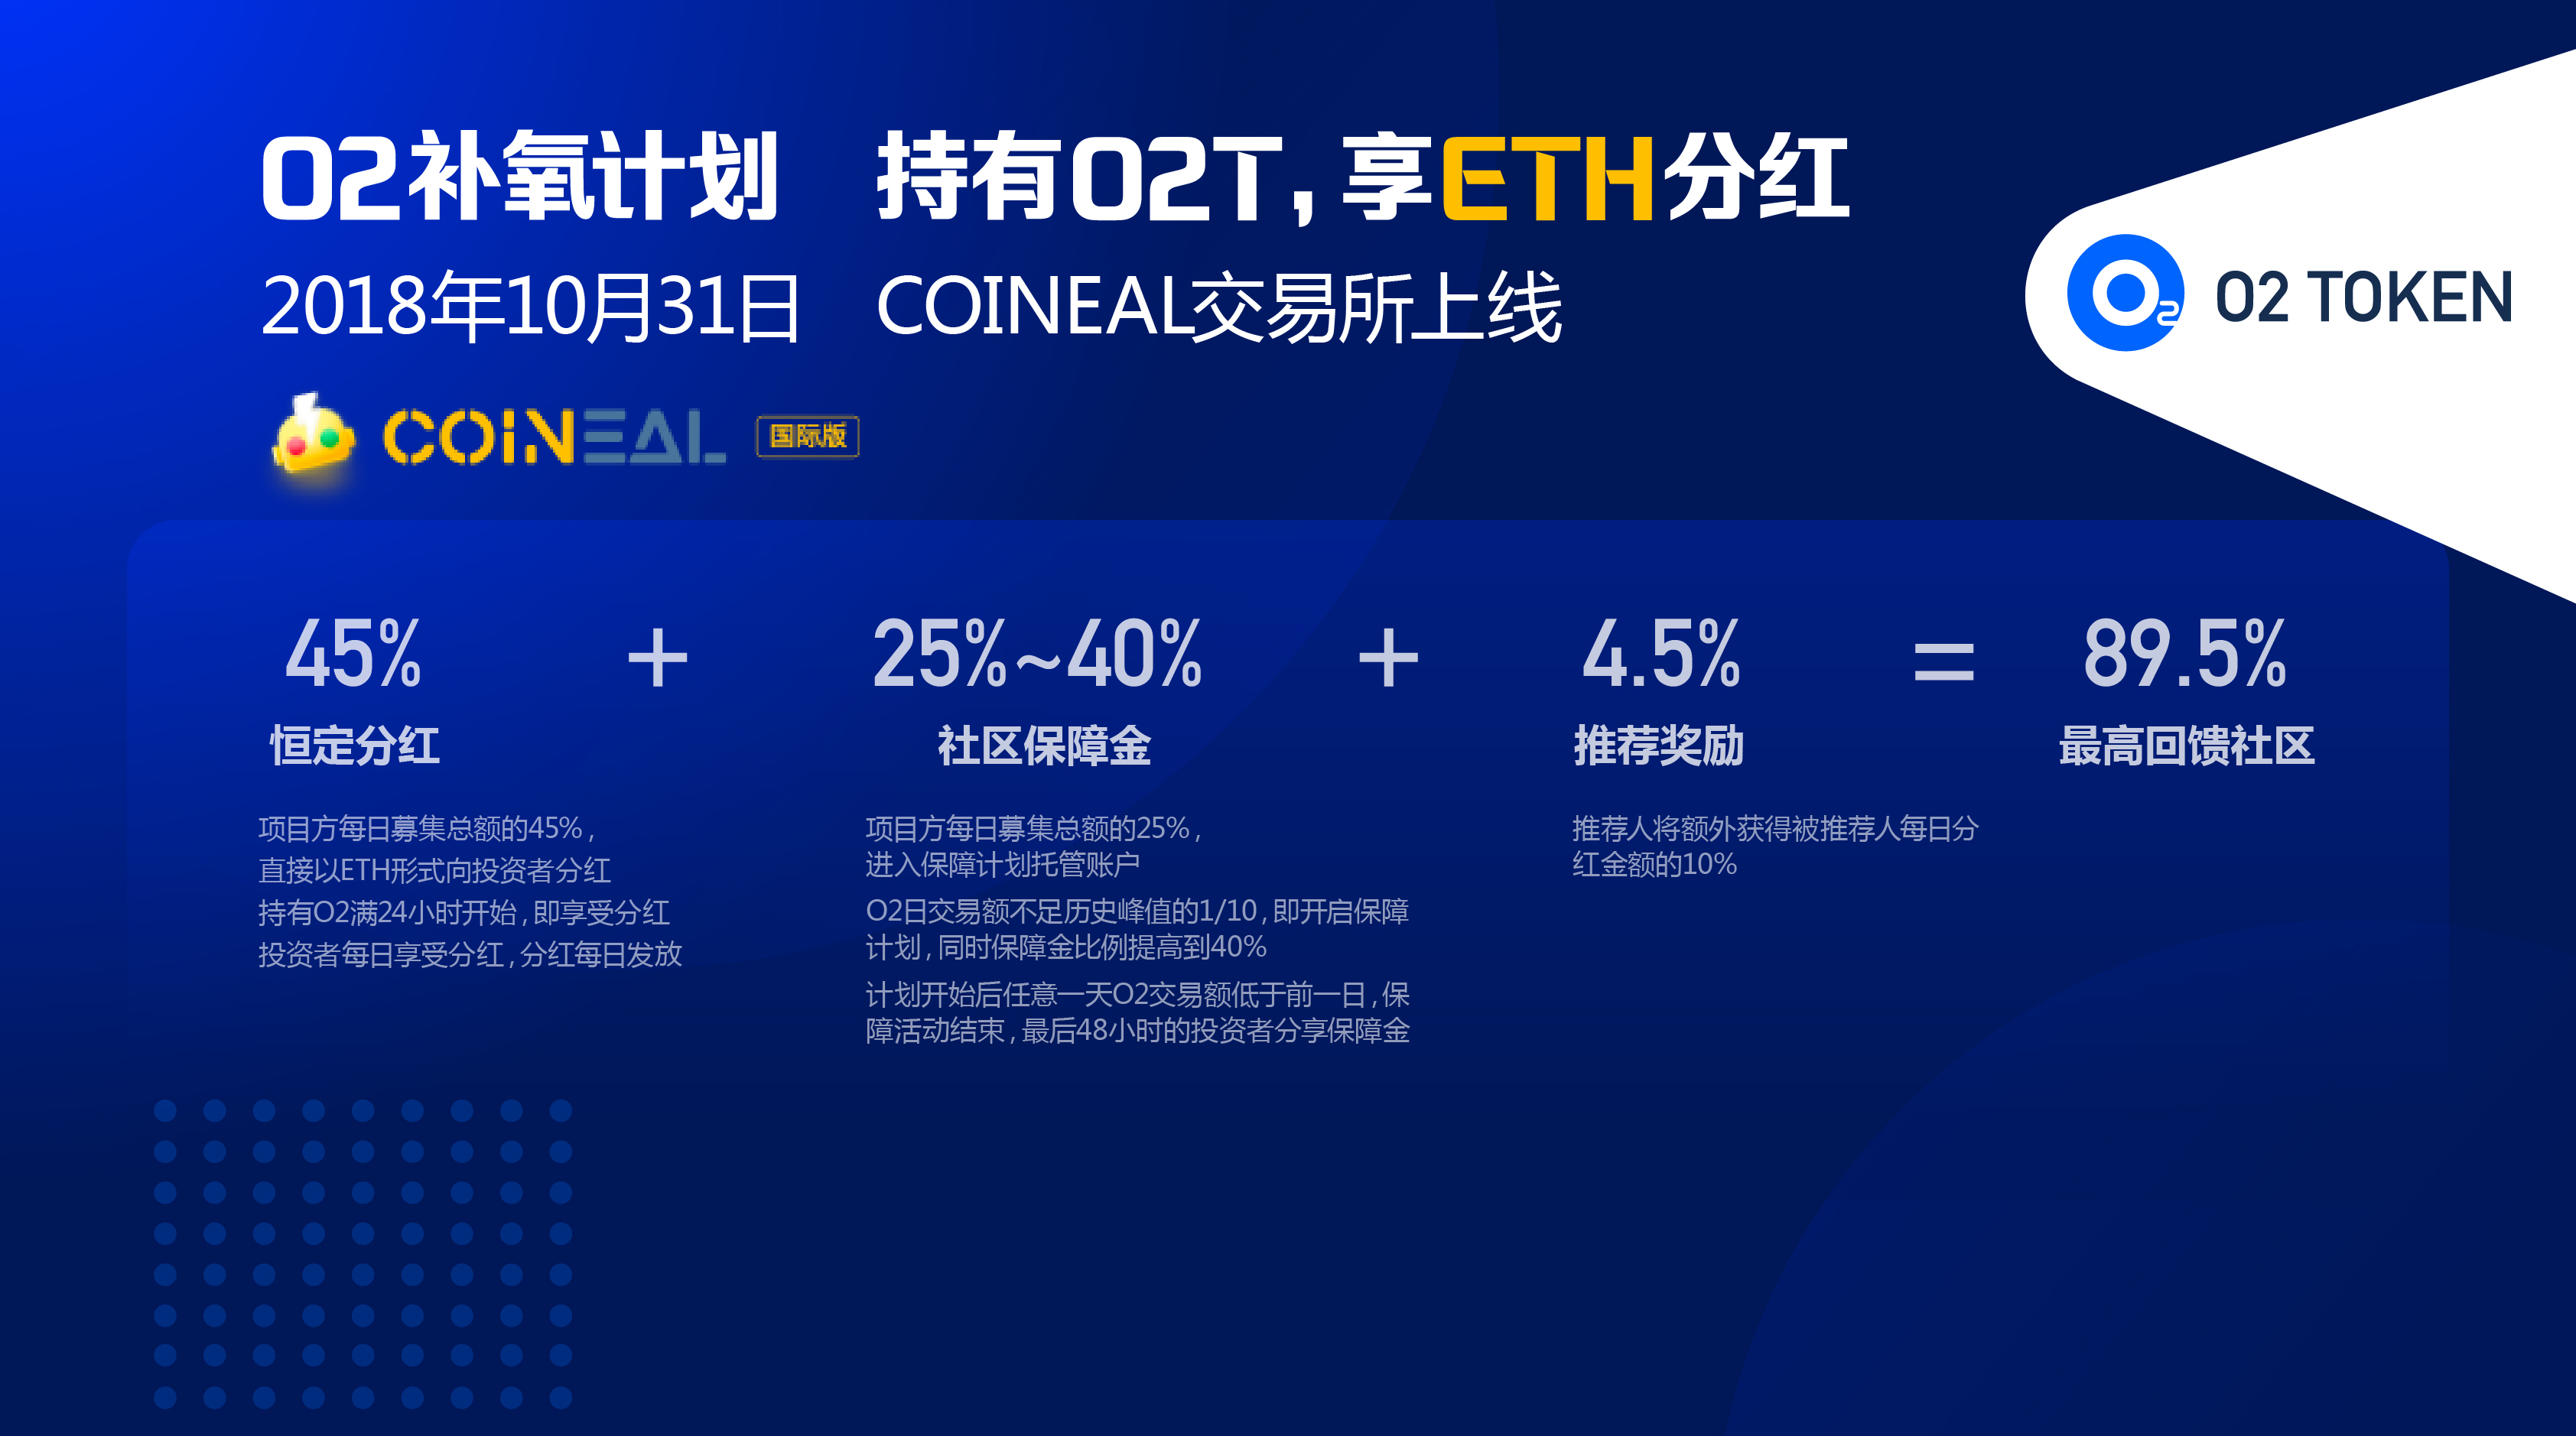 O2补氧计划 持有O2T，享ETH分红
2018年10月31日 COINEAL交易所上线
O2 TOKEN
COINEAL 国际版
45% + 25%~40% + 4.5% = 89.5%
恒定分红
社区保障金
推荐奖励
最高回馈社区
项目方每日募集总额的45%，
直接以ETH形式向投资者分红
持有O2满24小时开始，即享受分红
投资者每日享受分红，分红每日发放
项目方每日募集总额的25%，
进入保障计划托管账户
O2日交易额不足历史峰值的1/10，即开启保障
计划，同时保障金比例提高到40%
计划开始后任意一天O2交易额低于前一日，保
障活动结束，最后48小时的投资者分享保障金
推荐人将额外获得被推荐人每日分
红金额的10%